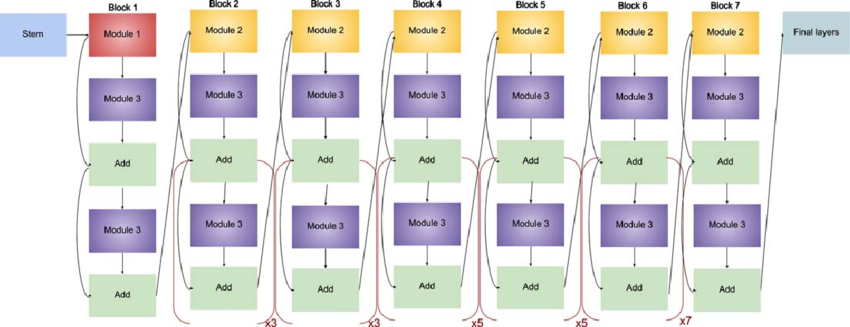 Block 1
Block 2
Block 3
Block 4
Block 5
Block 6
Block 7
Stem
Module 1
Module 2
Module 2
Module 2
Module 2
Module 2
Module 2
Final layers
Module 3
Module 3
Module 3
Module 3
Module 3
Module 3
Module 3
Add
Add
Add
Add
Add
Add
Add
Module 3
Module 3
Module 3
Module 3
Module 3
Module 3
Module 3
Add
Add
Add
Add
Add
Add
Add
x3
x3
x5
x5
x7